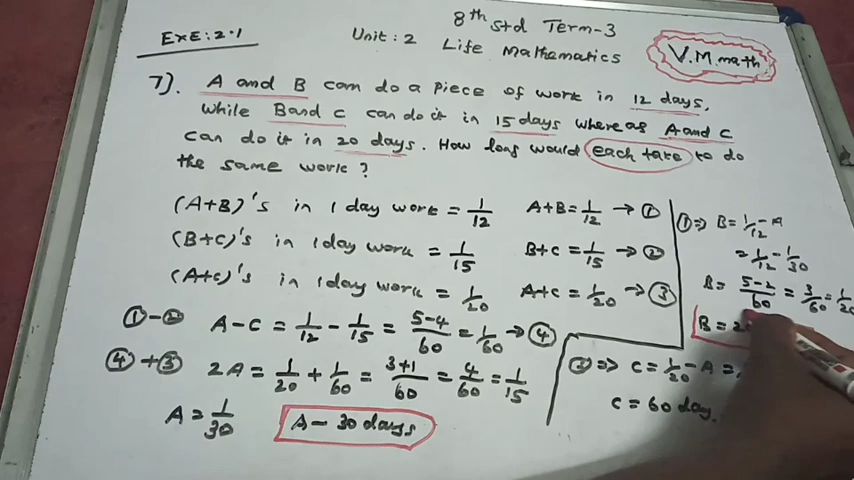 8th Std Term-3
Exe:2.1 Unit: 2 Life Mathematics
V.M.math
7). A and B can do a piece of work in 12 days,
while B and C can do it in 15 days where as A and C
can do it in 20 days. How long would each take to do
the same work?
(A+B)'s in 1 day work = 1/12 A+B = 1/12 → ①
(B+C)'s in 1 day work = 1/15 B+C = 1/15 → ②
(A+C)'s in 1 day work = 1/20 A+C = 1/20 → ③
①-② A-C = 1/12 - 1/15 = 5-4/60 = 1/60 → ④
④+③ 2A = 1/20 + 1/60 = 3+1/60 = 4/60 = 1/15
A = 1/30 A - 30 days
① ⇒ B = 1/12 - A
= 1/12 - 1/30
B = 5-2/60 = 3/60 = 1/20
B =
⇒ C = 1/20 - A =
C = 60 day